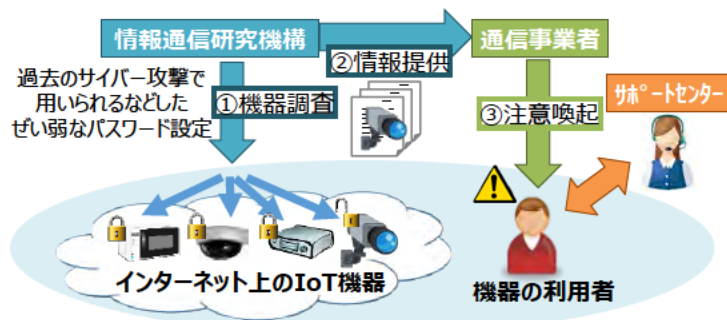 情報通信研究機構
②情報提供
通信事業者
過去のサイバー攻撃で
用いられるなどした
ぜい弱なパスワード設定
①機器調査
③注意喚起
サポートセンター
インターネット上のIoT機器
機器の利用者